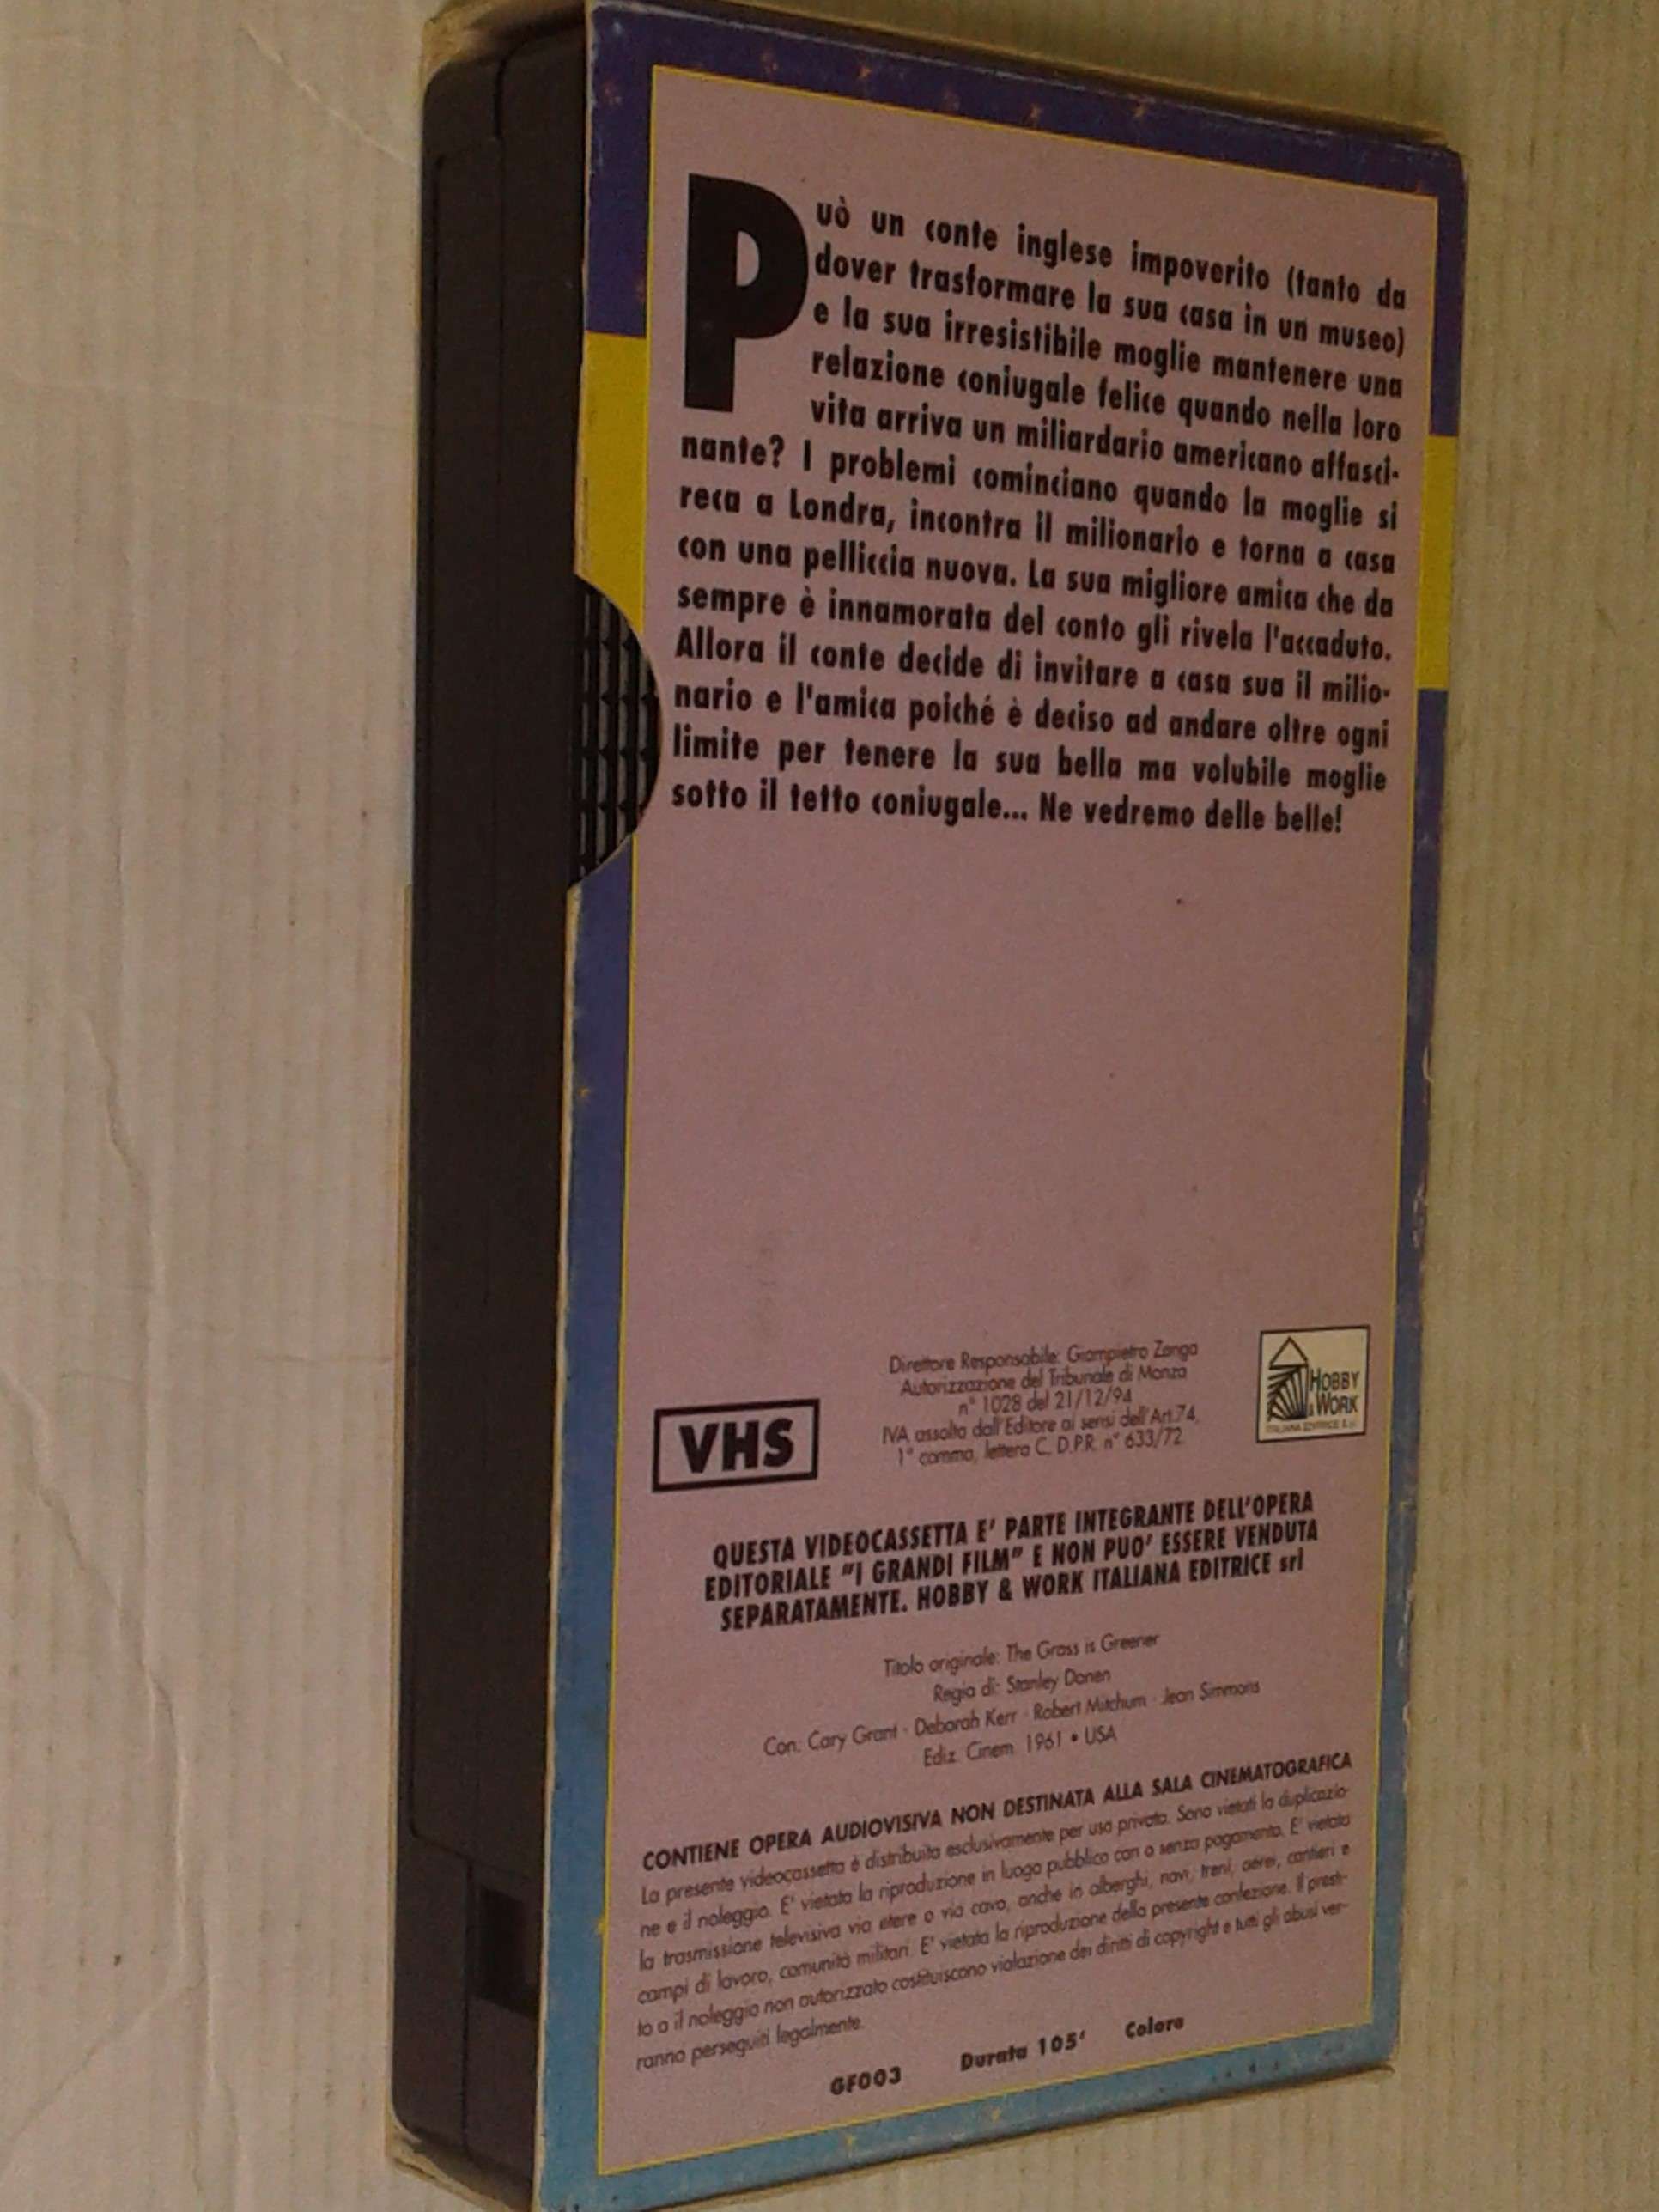 Può un conte inglese impoverito (tanto da
dover trasformare la sua casa in un museo)
e la sua irresistibile moglie mantenere una
relazione coniugale felice quando nella loro
vita arriva un miliardario americano affasci-
nante? I problemi cominciano quando la moglie si
reca a Londra, incontra il milionario e torna a casa
con una pelliccia nuova. La sua migliore amica che da
sempre è innamorata del conto gli rivela l'accaduto.
Allora il conte decide di invitare a casa sua il milio-
nario e l'amica poiché è deciso ad andare oltre ogni
limite per tenere la sua bella ma volubile moglie
sotto il tetto coniugale... Ne vedremo delle belle!
VHS
Direttore Responsabile: Giampietro Zanga
Autorizzazione del Tribunale di Monza
n° 1028 del 21/12/94
IVA assolta dall'Editore ai sensi dell'Art.74,
1° comma, lettera C, D.P.R. n° 633/72
HOBBY
& WORK
ITALIANA EDITRICE s.r.l.
QUESTA VIDEOCASSETTA E' PARTE INTEGRANTE DELL'OPERA
EDITORIALE "I GRANDI FILM" E NON PUO' ESSERE VENDUTA
SEPARATAMENTE. HOBBY & WORK ITALIANA EDITRICE srl
Titolo originale: The Grass is Greener
Regia di: Stanley Donen
Con: Cary Grant - Deborah Kerr - Robert Mitchum - Jean Simmons
Ediz. Cinem. 1961 • USA
CONTIENE OPERA AUDIOVISIVA NON DESTINATA ALLA SALA CINEMATOGRAFICA
La presente videocassetta è distribuita esclusivamente per uso privato. Sono vietati la duplicazio-
ne e il noleggio. E' vietata la riproduzione in luogo pubblico con o senza pagamento. E' vietata
la trasmissione televisiva via etere o via cavo, anche in alberghi, navi, treni, aerei, cantieri e
campi di lavoro, comunità militari. E' vietata la riproduzione della presente confezione. Il presti-
to o il noleggio non autorizzato costituiscono violazione dei diritti di copyright e tutti gli abusi ver-
ranno perseguiti legalmente.
GF003 Durata 105' Colore